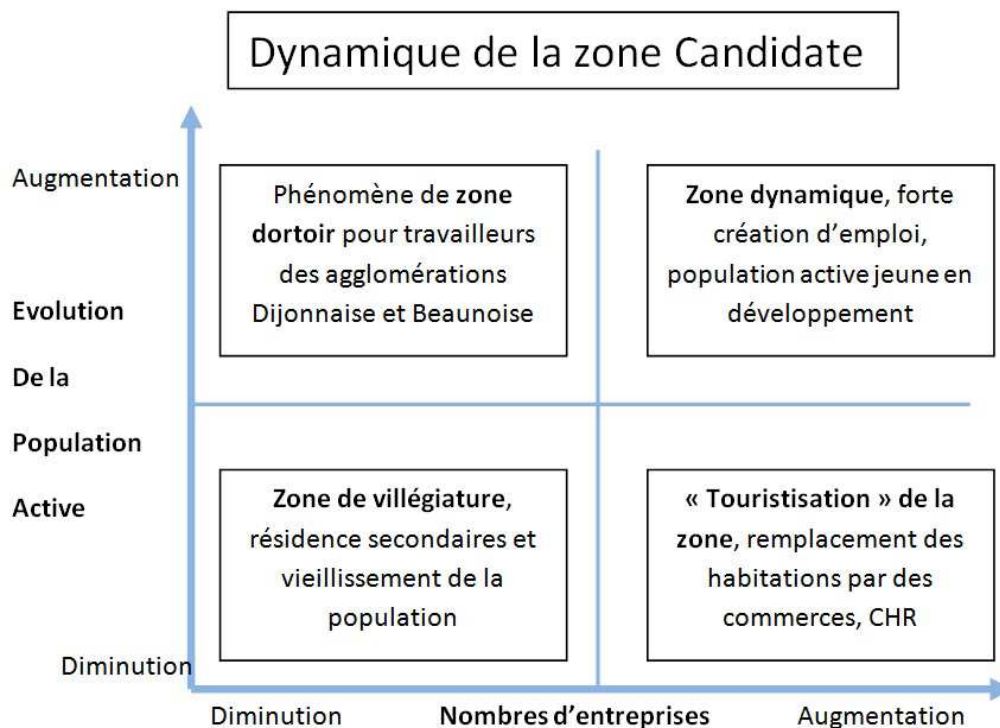 Dynamique de la zone Candidate
Augmentation
Phénomène de zone
dortoir pour travailleurs
des agglomérations
Dijonnaise et Beaunoise
Zone dynamique, forte
création d’emploi,
population active jeune en
développement
Evolution
De la
Population
Active
Zone de villégiature,
résidence secondaires et
vieillissement de la
population
« Touristisation » de la
zone, remplacement des
habitations par des
commerces, CHR
Diminution
Diminution
Nombres d’entreprises
Augmentation